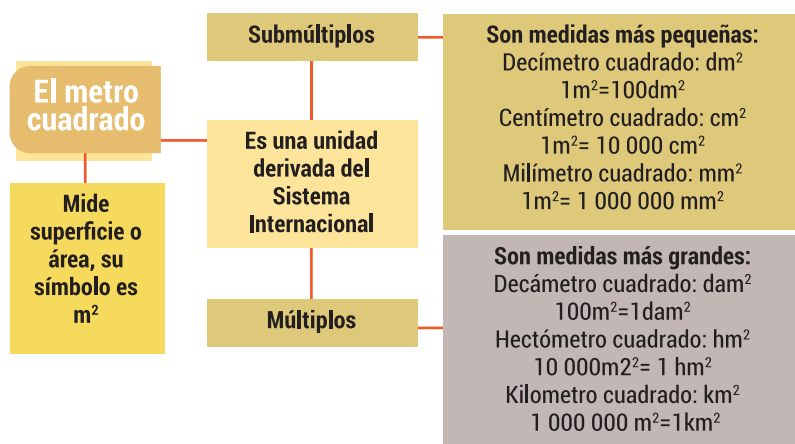 El metro
cuadrado
Mide
superficie o
área, su
símbolo es
m²
Submúltiplos
Es una unidad
derivada del
Sistema
Internacional
Múltiplos
Son medidas más pequeñas:
Decímetro cuadrado: dm²
1m²=100dm²
Centímetro cuadrado: cm²
1m²= 10 000 cm²
Milímetro cuadrado: mm²
1m²= 1 000 000 mm²
Son medidas más grandes:
Decámetro cuadrado: dam²
100m²=1dam²
Hectómetro cuadrado: hm²
10 000m2²= 1 hm²
Kilometro cuadrado: km²
1 000 000 m²=1km²